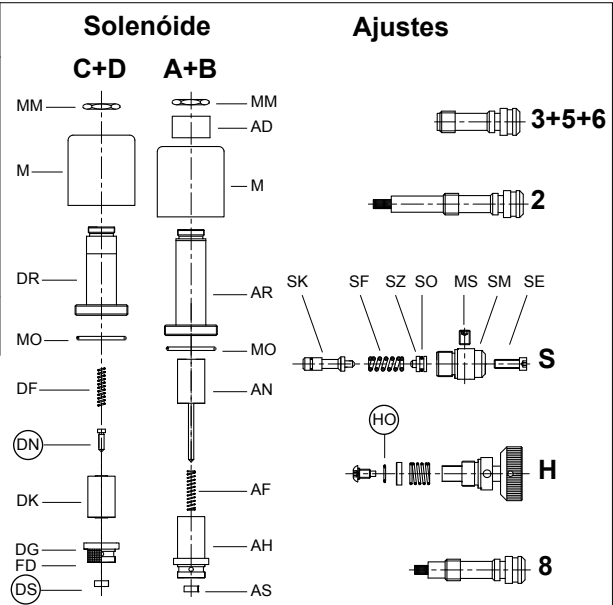 Solenóide
Ajustes
C+D
A+B
MM
M
DR
MO
DF
DN
DK
DG
FD
DS
MM
AD
M
AR
MO
AN
AF
AH
AS
3+5+6
2
SK SF SZ SO MS SM SE
S
HO
H
8